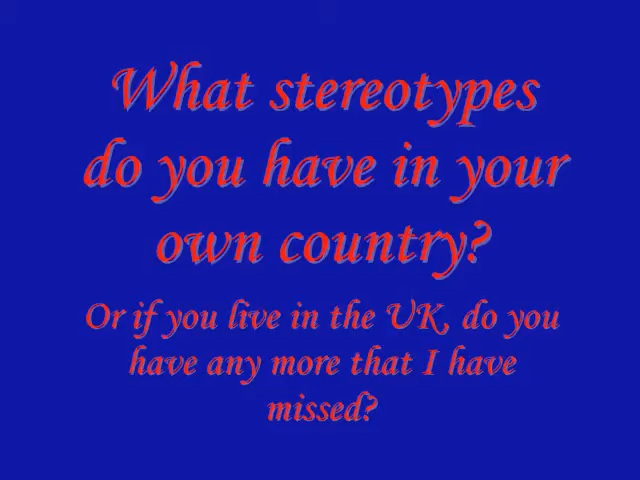 What stereotypes
do you have in your
own country?
Or if you live in the UK, do you
have any more that I have
missed?